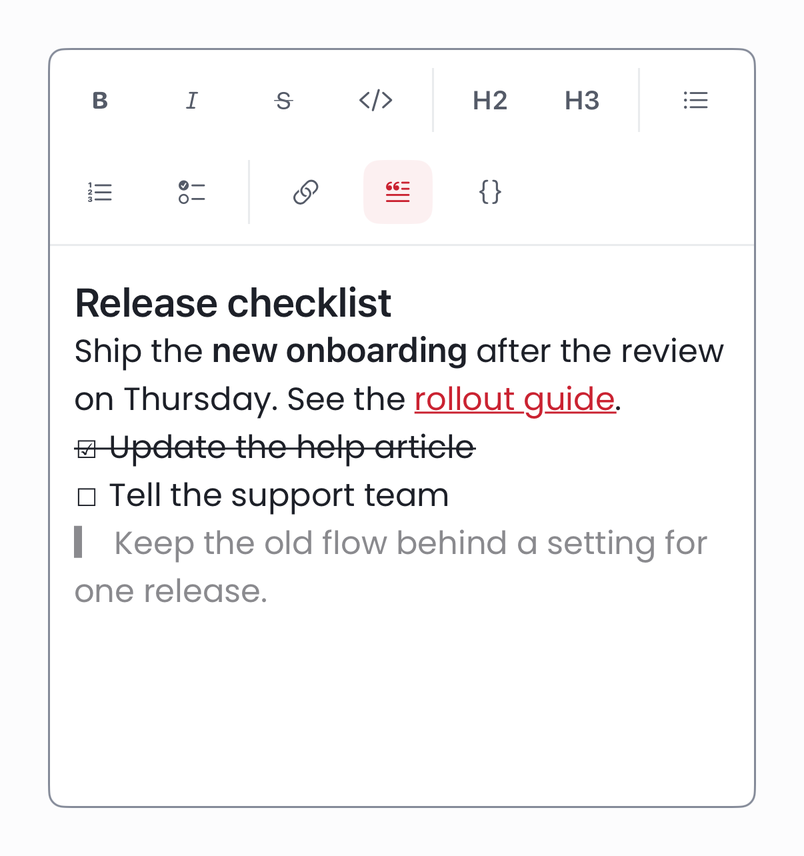 B I S </> H2 H3
{}
Release checklist
Ship the new onboarding after the review
on Thursday. See the rollout guide.
☑ Update the help article
☐ Tell the support team
Keep the old flow behind a setting for
one release.